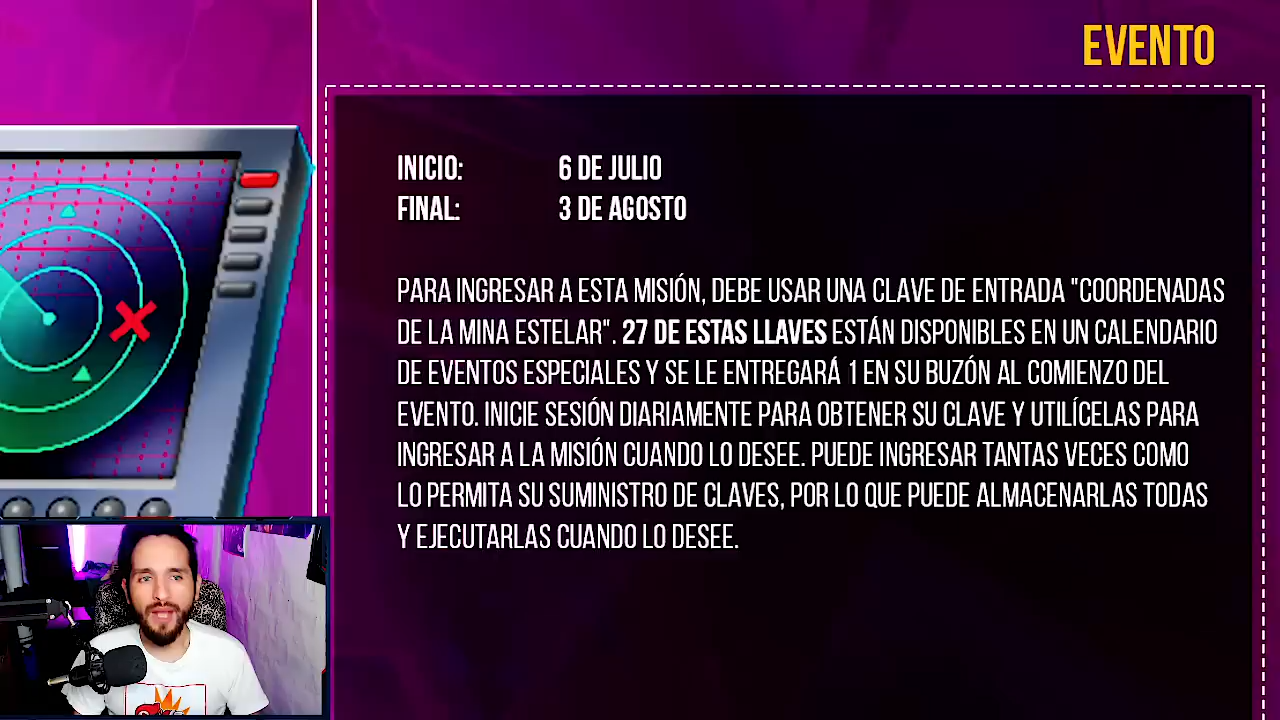 EVENTO
INICIO: 6 DE JULIO
FINAL: 3 DE AGOSTO
PARA INGRESAR A ESTA MISIÓN, DEBE USAR UNA CLAVE DE ENTRADA "COORDENADAS
DE LA MINA ESTELAR". 27 DE ESTAS LLAVES ESTÁN DISPONIBLES EN UN CALENDARIO
DE EVENTOS ESPECIALES Y SE LE ENTREGARÁ 1 EN SU BUZÓN AL COMIENZO DEL
EVENTO. INICIE SESIÓN DIARIAMENTE PARA OBTENER SU CLAVE Y UTILÍCELAS PARA
INGRESAR A LA MISIÓN CUANDO LO DESEE. PUEDE INGRESAR TANTAS VECES COMO
LO PERMITA SU SUMINISTRO DE CLAVES, POR LO QUE PUEDE ALMACENARLAS TODAS
Y EJECUTARLAS CUANDO LO DESEE.